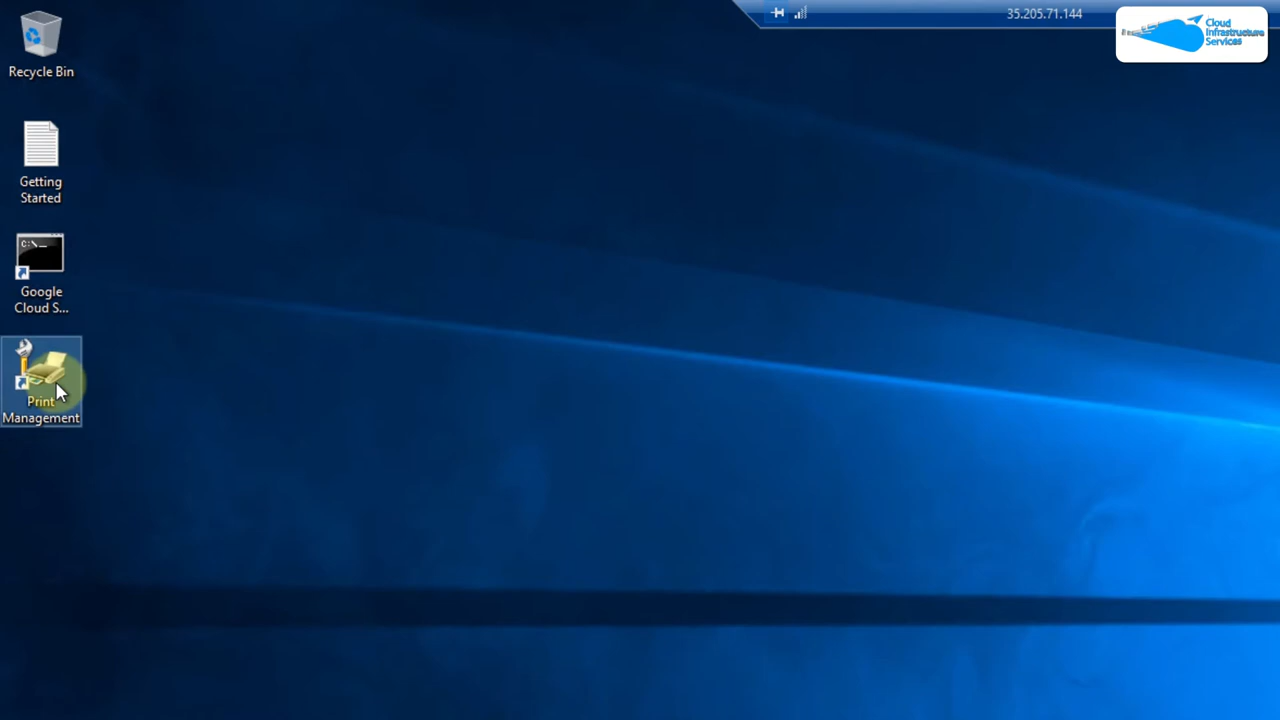 35.205.71.144
Cloud
Infrastructure
Services
Recycle Bin
Getting
Started
C:\_
Google
Cloud S...
Print
Management